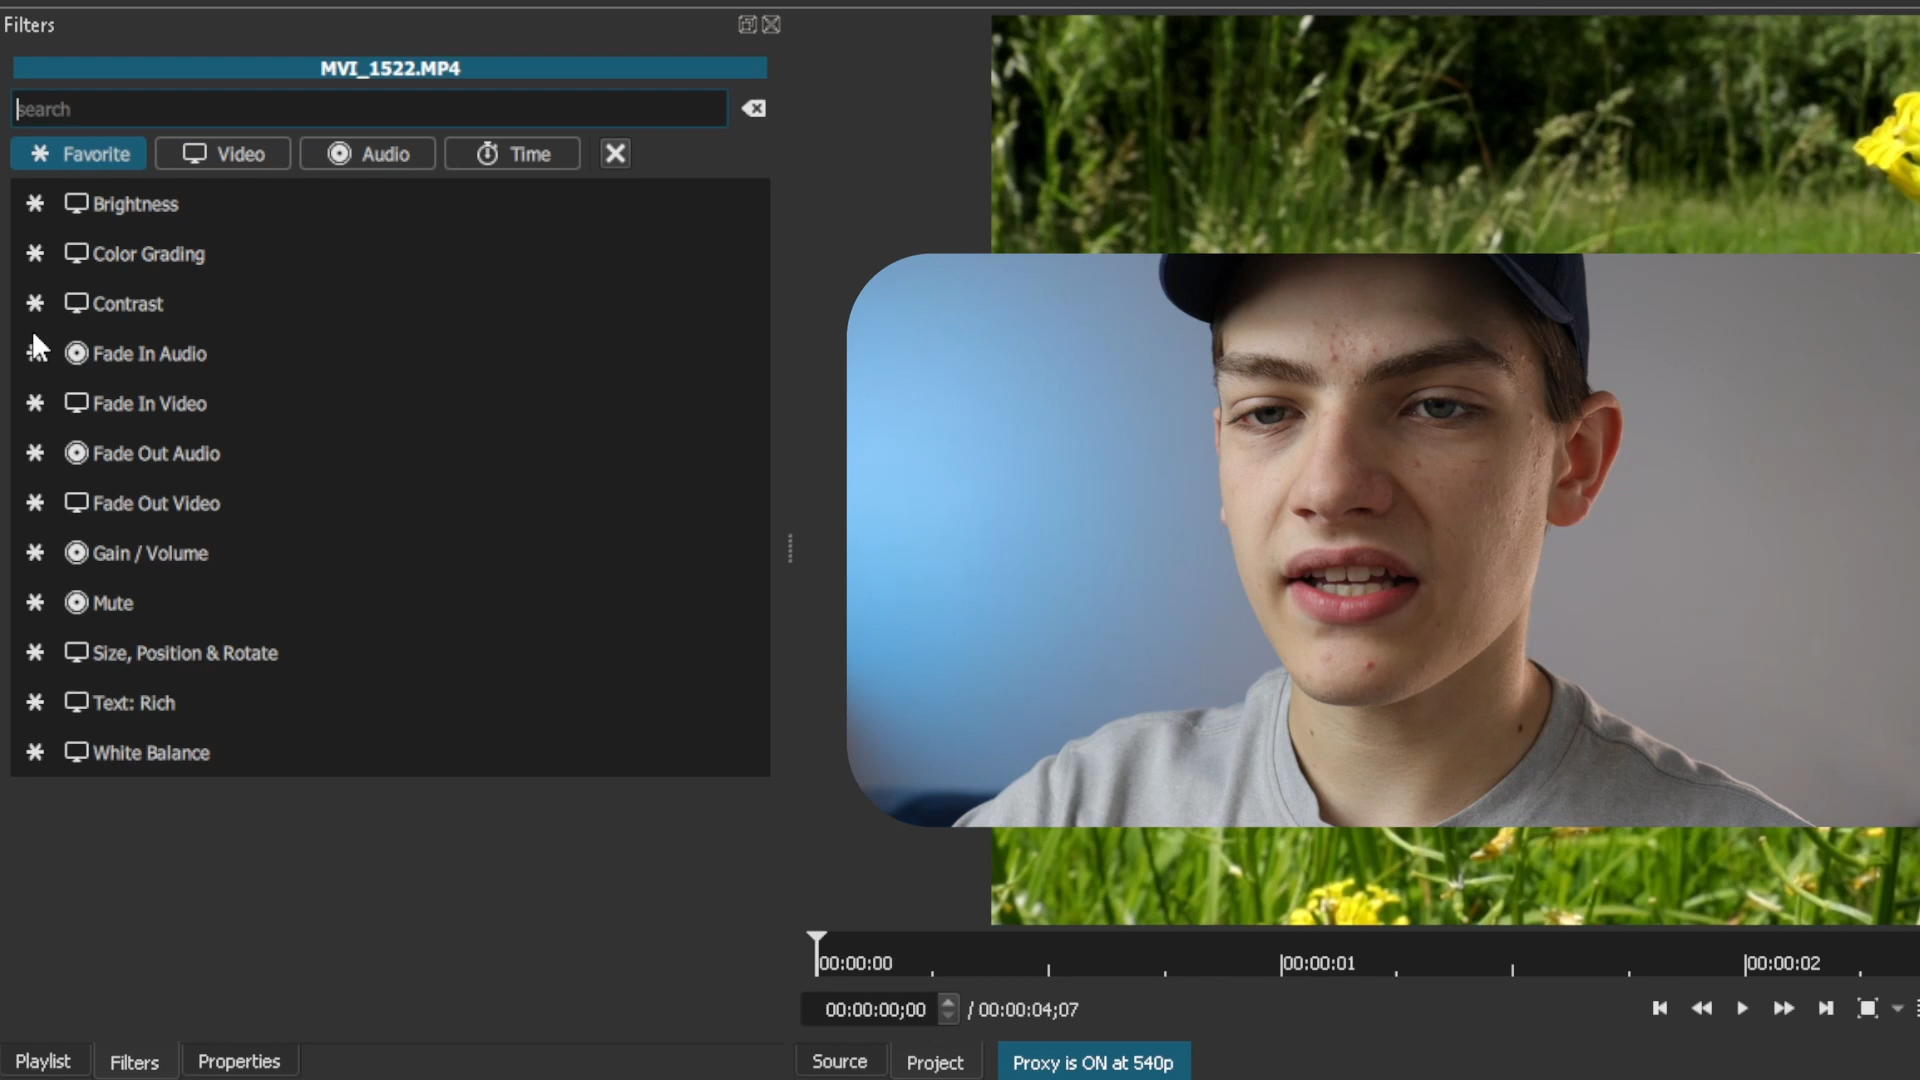 Filters
MVI_1522.MP4
search
Favorite Video Audio Time
Brightness
Color Grading
Contrast
Fade In Audio
Fade In Video
Fade Out Audio
Fade Out Video
Gain / Volume
Mute
Size, Position & Rotate
Text: Rich
White Balance
00:00:00 00:00:01 00:00:02
00:00:00;00 / 00:00:04;07
Playlist Filters Properties
Source Project Proxy is ON at 540p